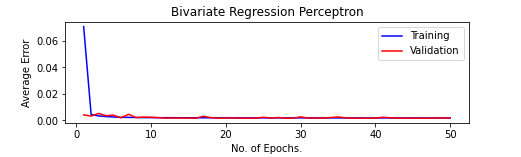 Bivariate Regression Perceptron
Training
Validation
Average Error
0.06
0.04
0.02
0.00
0
10
20
30
40
50
No. of Epochs.